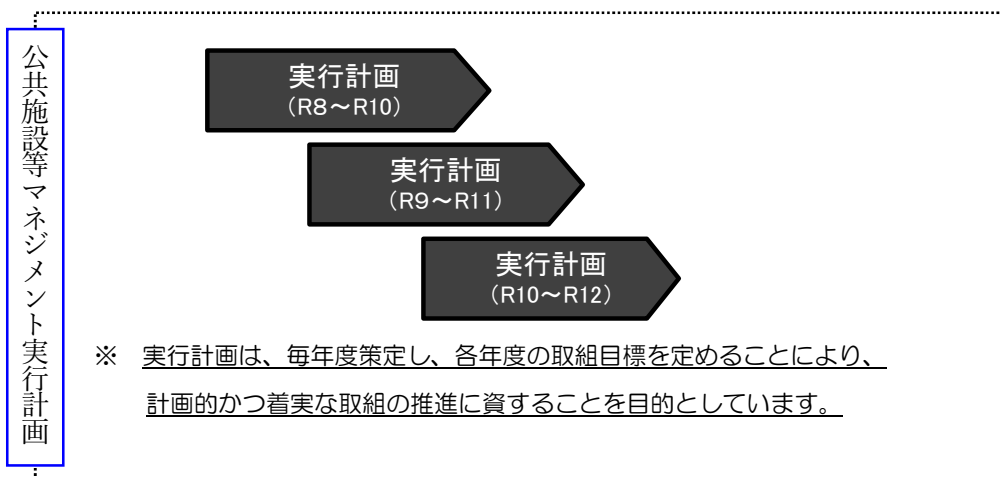 公共施設等マネジメント実行計画
実行計画
（R8～R10）
実行計画
（R9～R11）
実行計画
（R10～R12）
※　実行計画は、毎年度策定し、各年度の取組目標を定めることにより、
計画的かつ着実な取組の推進に資することを目的としています。